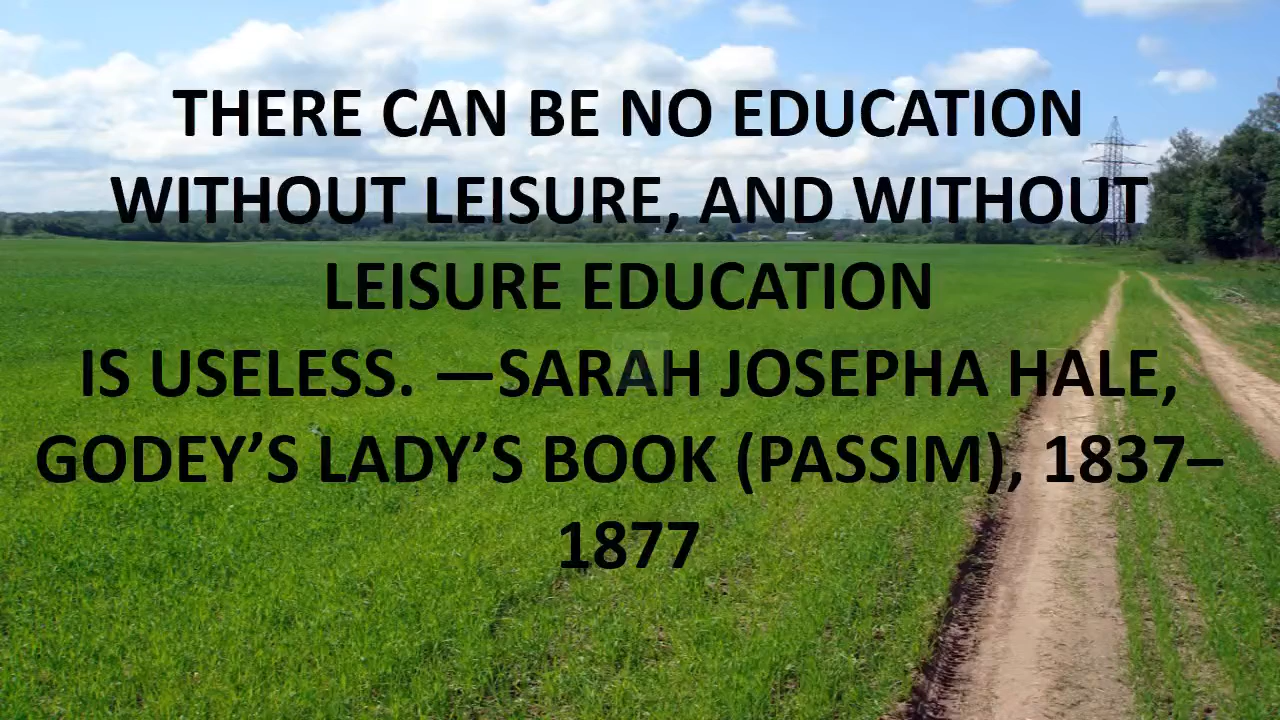 THERE CAN BE NO EDUCATION
WITHOUT LEISURE, AND WITHOUT
LEISURE EDUCATION
IS USELESS. —SARAH JOSEPHA HALE,
GODEY’S LADY’S BOOK (PASSIM), 1837–
1877